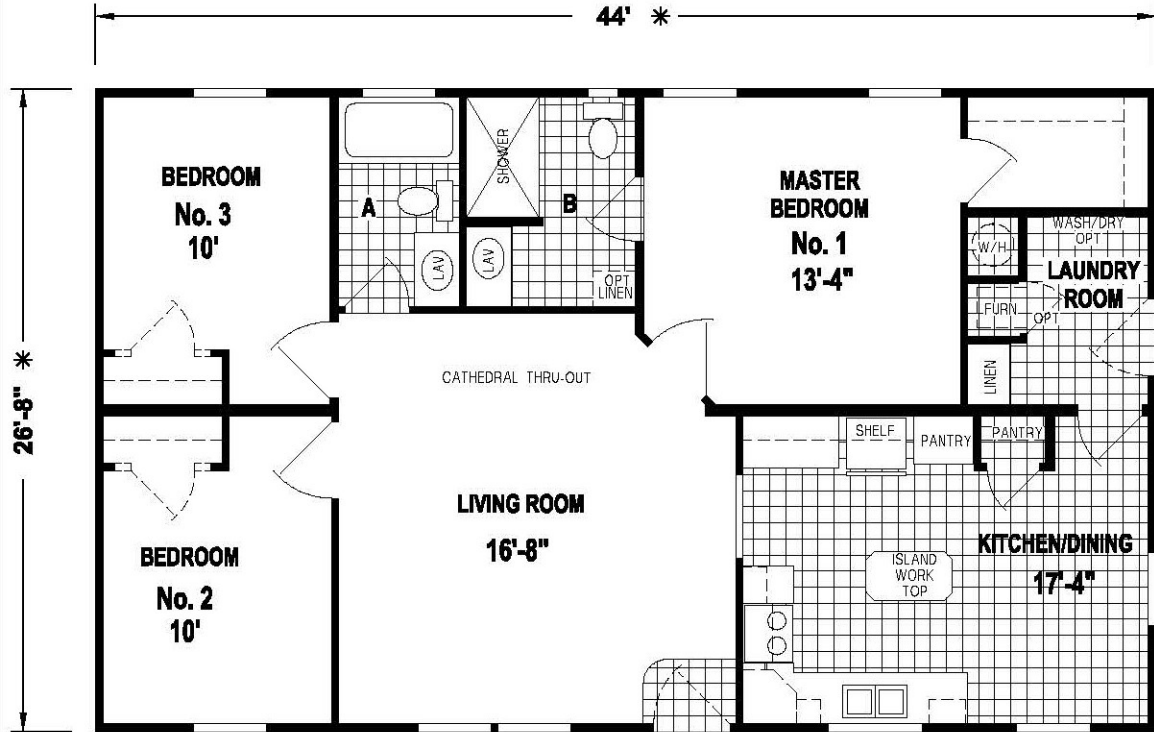 44' *
26'-8" *
BEDROOM
No. 3
10'
A
LAV
SHOWER
B
LAV
OPT
LINEN
MASTER
BEDROOM
No. 1
13'-4"
WASH/DRY
OPT
W/H
LAUNDRY
ROOM
FURN
OPT
LINEN
CATHEDRAL THRU-OUT
BEDROOM
No. 2
10'
LIVING ROOM
16'-8"
SHELF
PANTRY
PANTRY
KITCHEN/DINING
17'-4"
ISLAND
WORK
TOP